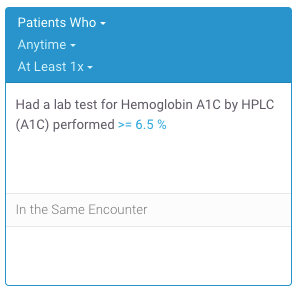 Patients Who
Anytime
At Least 1x
Had a lab test for Hemoglobin A1C by HPLC
(A1C) performed >= 6.5 %
In the Same Encounter